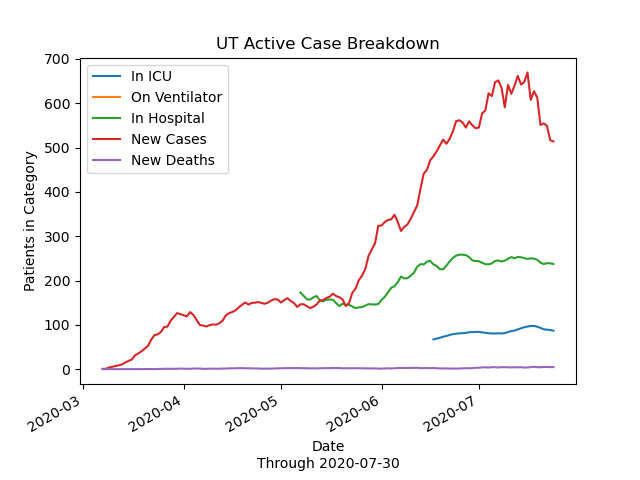 UT Active Case Breakdown
In ICU
On Ventilator
In Hospital
New Cases
New Deaths
Patients in Category
700
600
500
400
300
200
100
0
2020-03
2020-04
2020-05
2020-06
2020-07
Date
Through 2020-07-30